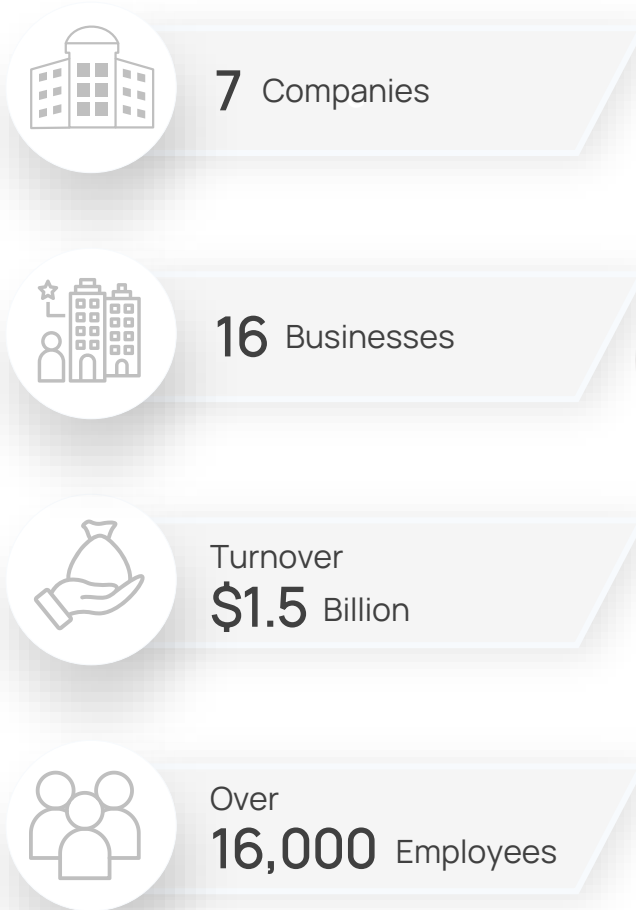 7 Companies
16 Businesses
Turnover
$1.5 Billion
Over
16,000 Employees